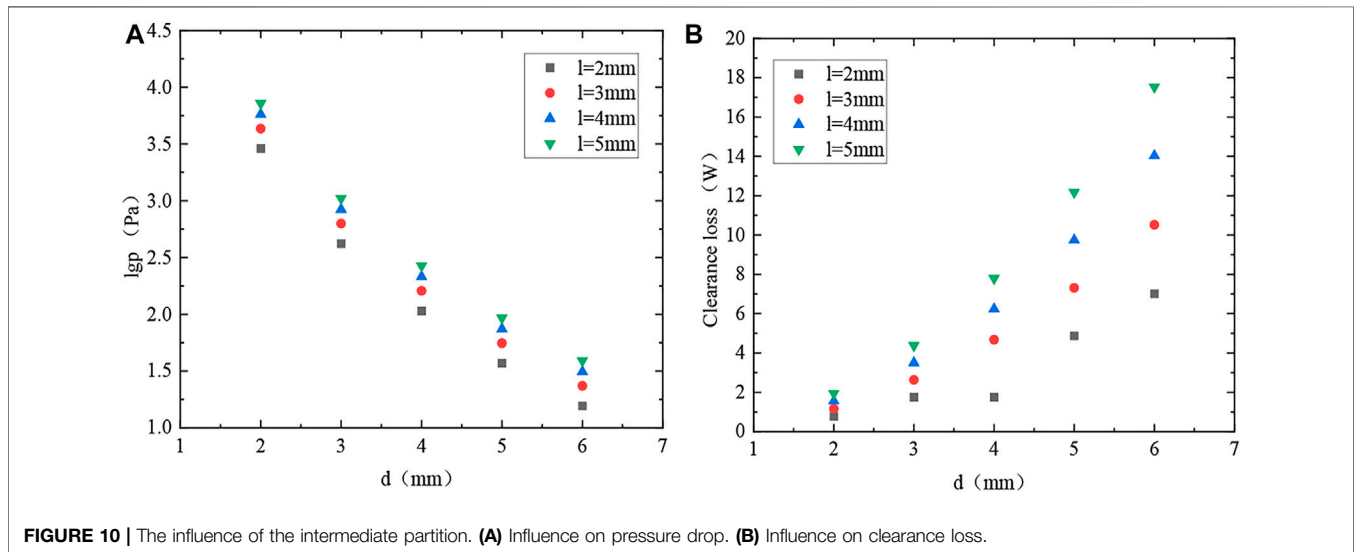 A
4.5
4.0
3.5
3.0
2.5
2.0
1.5
1.0
lgp（Pa）
1 2 3 4 5 6 7
d（mm）
l=2mm
l=3mm
l=4mm
l=5mm
B
20
18
16
14
12
10
8
6
4
2
0
Clearance loss（W）
1 2 3 4 5 6 7
d（mm）
l=2mm
l=3mm
l=4mm
l=5mm
FIGURE 10 | The influence of the intermediate partition. (A) Influence on pressure drop. (B) Influence on clearance loss.